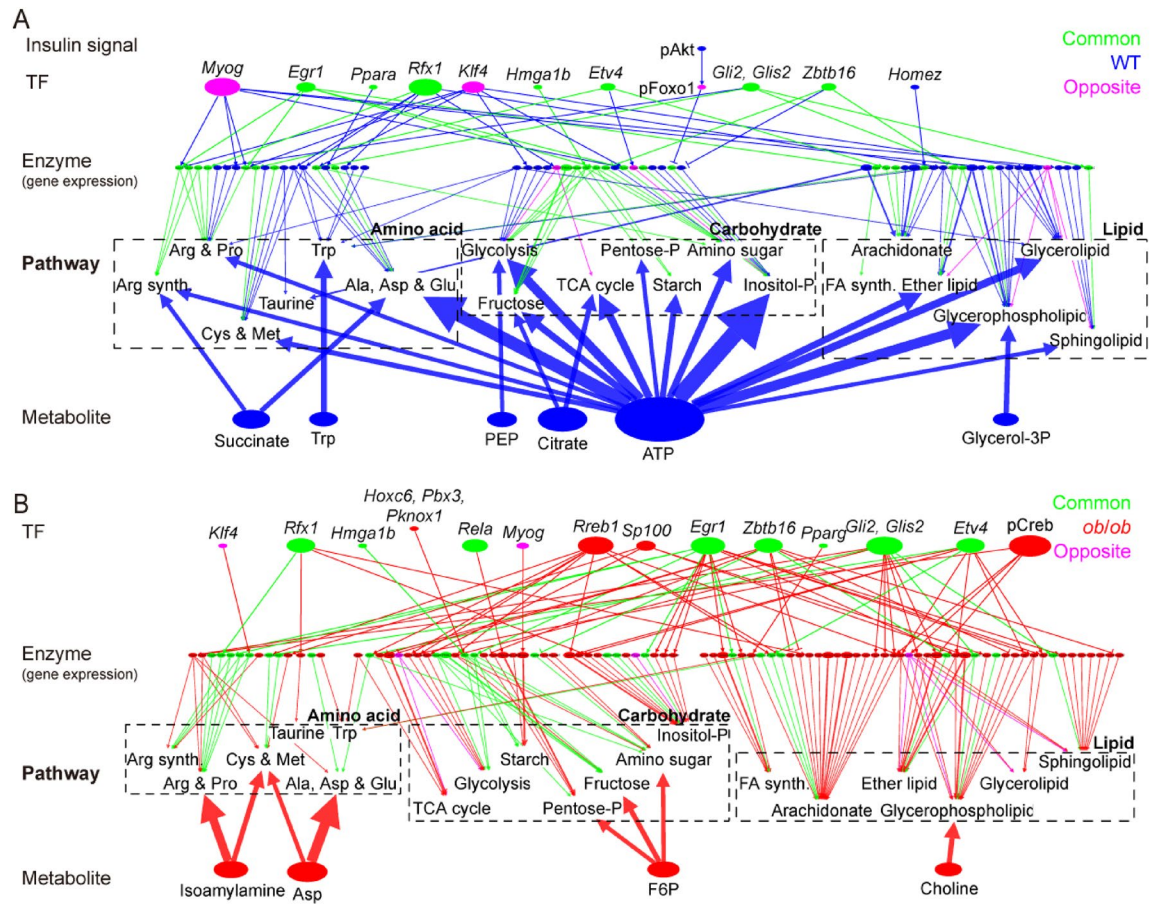 A
Insulin signal
pAkt
Common
TF
Myog
Egr1
Ppara
Rfx1
Klf4
Hmga1b
Etv4
pFoxo1
Gli2, Glis2
Zbtb16
Homez
WT
Opposite
Enzyme
(gene expression)
Amino acid
Carbohydrate
Lipid
Pathway
Arg & Pro
Trp
Glycolysis
Pentose-P
Amino sugar
Arachidonate
Glycerolipid
Arg synth.
Taurine
Ala, Asp & Glu
Fructose
TCA cycle
Starch
Inositol-P
FA synth.
Ether lipid
Cys & Met
Glycerophospholipid
Sphingolipid
Metabolite
Succinate
Trp
PEP
Citrate
ATP
Glycerol-3P
B
Hoxc6, Pbx3,
Pknox1
Common
TF
Klf4
Rfx1
Hmga1b
Rela
Myog
Rreb1
Sp100
Egr1
Zbtb16
Pparg
Gli2, Glis2
Etv4
pCreb
ob/ob
Opposite
Enzyme
(gene expression)
Amino acid
Carbohydrate
Lipid
Taurine
Trp
Inositol-P
Pathway
Arg synth.
Cys & Met
Starch
Amino sugar
Sphingolipid
Arg & Pro
Ala, Asp & Glu
Glycolysis
Fructose
FA synth.
Ether lipid
Glycerolipid
TCA cycle
Pentose-P
Arachidonate
Glycerophospholipid
Metabolite
Isoamylamine
Asp
F6P
Choline